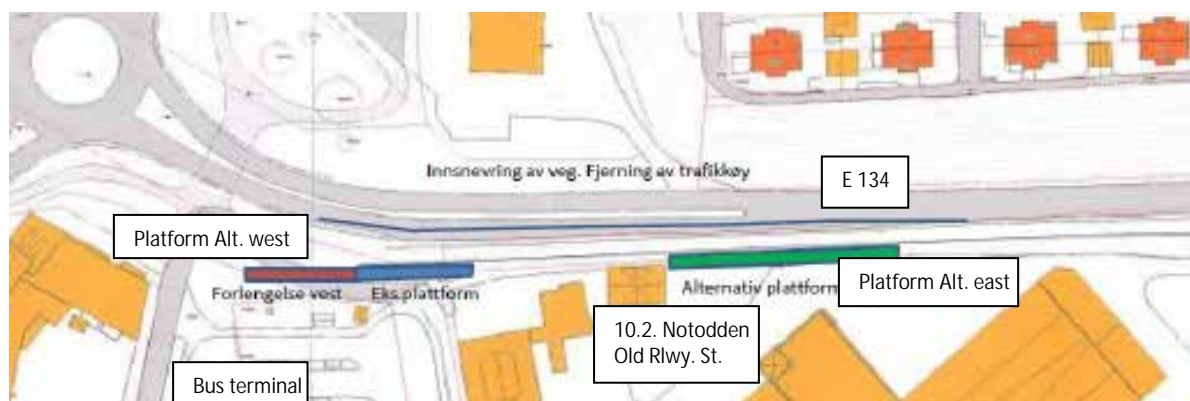 Innsnevring av veg. Fjerning av trafikkøy
E 134
Platform Alt. west
Forlengelse vest
Eks.plattform
Alternativ plattform
Platform Alt. east
10.2. Notodden
Old Rlwy. St.
Bus terminal